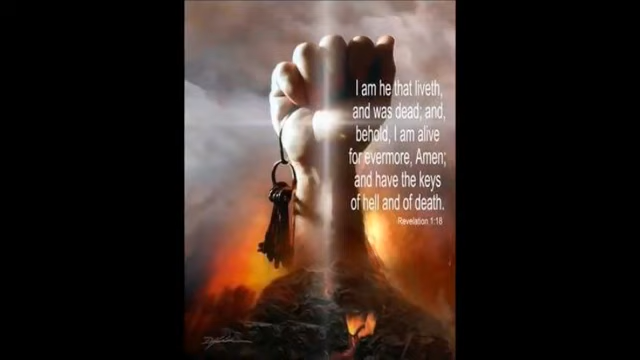 I am he that liveth,
and was dead; and,
behold, I am alive
for evermore, Amen;
and have the keys
of hell and of death.
-Revelation 1:18